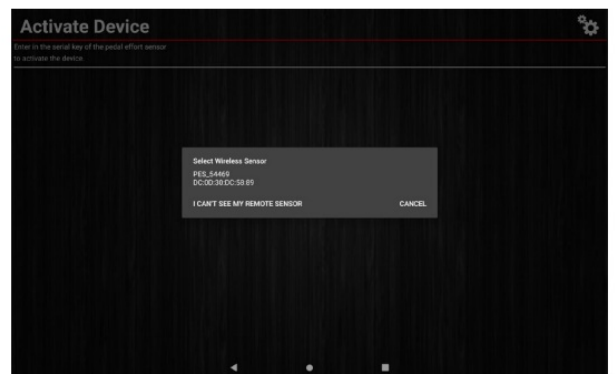 Activate Device
Enter in the serial key of the pedal effort sensor
to activate the device.
Select Wireless Sensor
PES_54469
DC:0D:30:DC:59:89
I CAN'T SEE MY REMOTE SENSOR
CANCEL